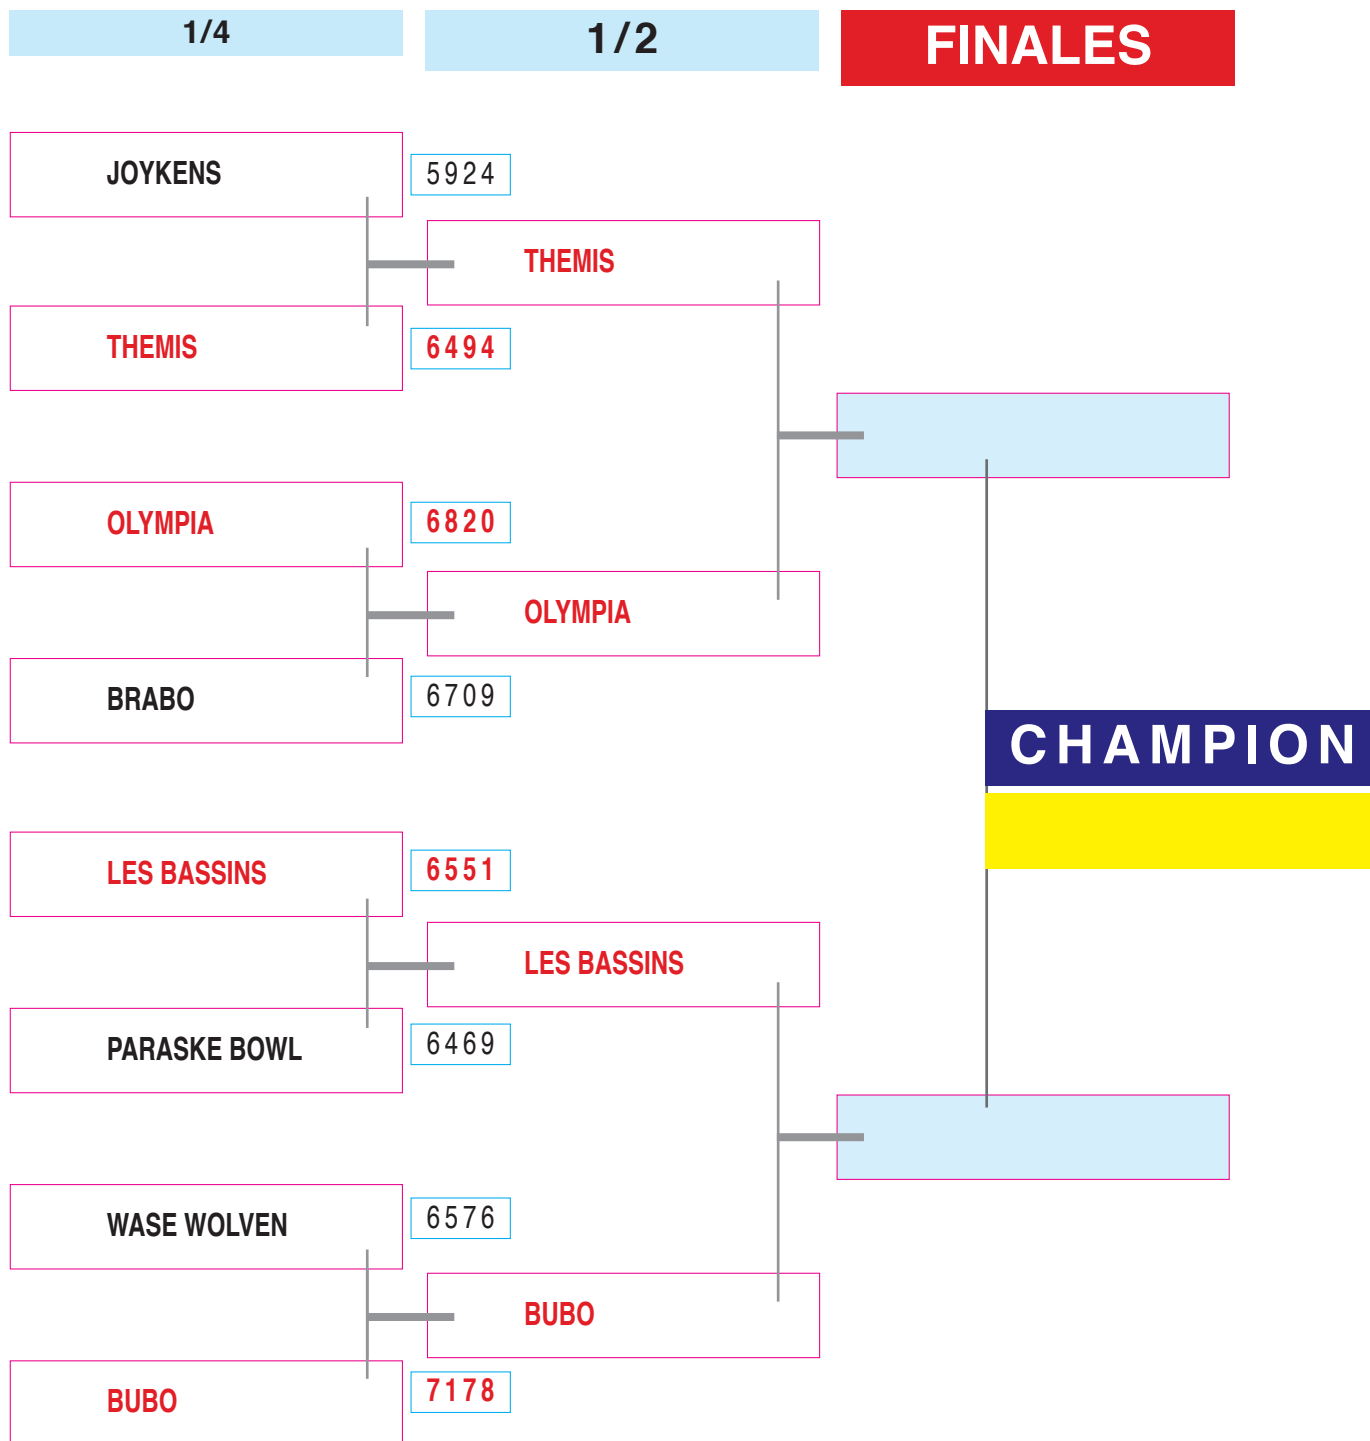 1/4
1/2
FINALES
JOYKENS
5924
THEMIS
THEMIS
6494
OLYMPIA
6820
OLYMPIA
BRABO
6709
CHAMPION
LES BASSINS
6551
LES BASSINS
PARASKE BOWL
6469
WASE WOLVEN
6576
BUBO
BUBO
7178